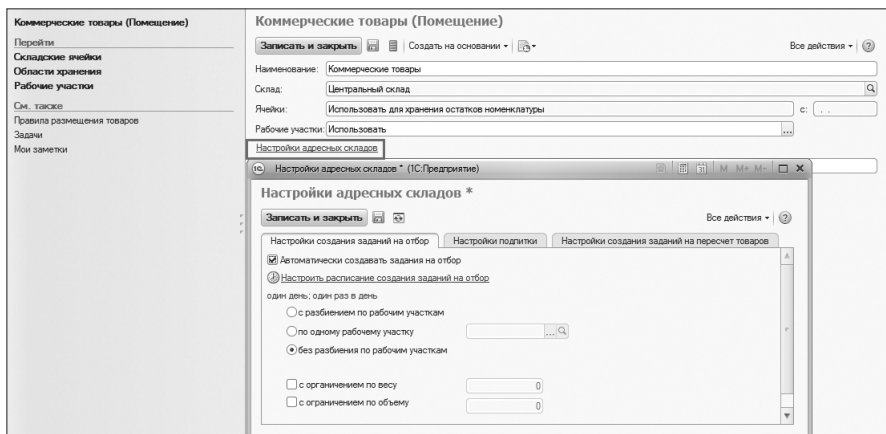 Коммерческие товары (Помещение)
Перейти
Складские ячейки
Области хранения
Рабочие участки
См. также
Правила размещения товаров
Задачи
Мои заметки
Коммерческие товары (Помещение)
Записать и закрыть Создать на основании Все действия ?
Наименование: Коммерческие товары
Склад: Центральный склад
Ячейки: Использовать для хранения остатков номенклатуры с: . .
Рабочие участки: Использовать ...
Настройки адресных складов
Настройки адресных складов * (1С:Предприятие) M M+ M-
Настройки адресных складов *
Записать и закрыть Все действия ?
Настройки создания заданий на отбор Настройки подпитки Настройки создания заданий на пересчет товаров
Автоматически создавать задания на отбор
Настроить расписание создания заданий на отбор
один день; один раз в день
с разбиением по рабочим участкам
по одному рабочему участку ...
без разбиения по рабочим участкам
с органичением по весу 0
с ограничением по объему 0